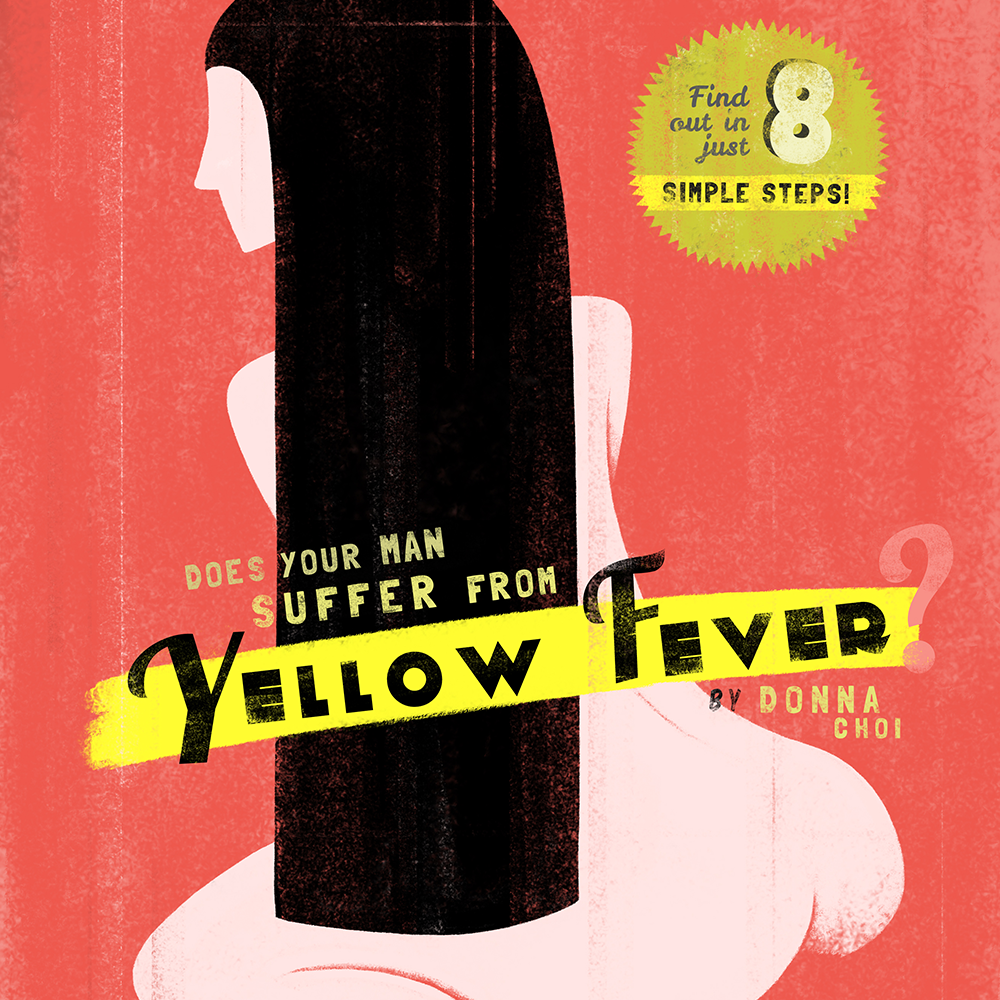 Find
out in
just
8
SIMPLE STEPS!
DOES YOUR MAN
SUFFER FROM
YELLOW FEVER?
BY DONNA
CHOI